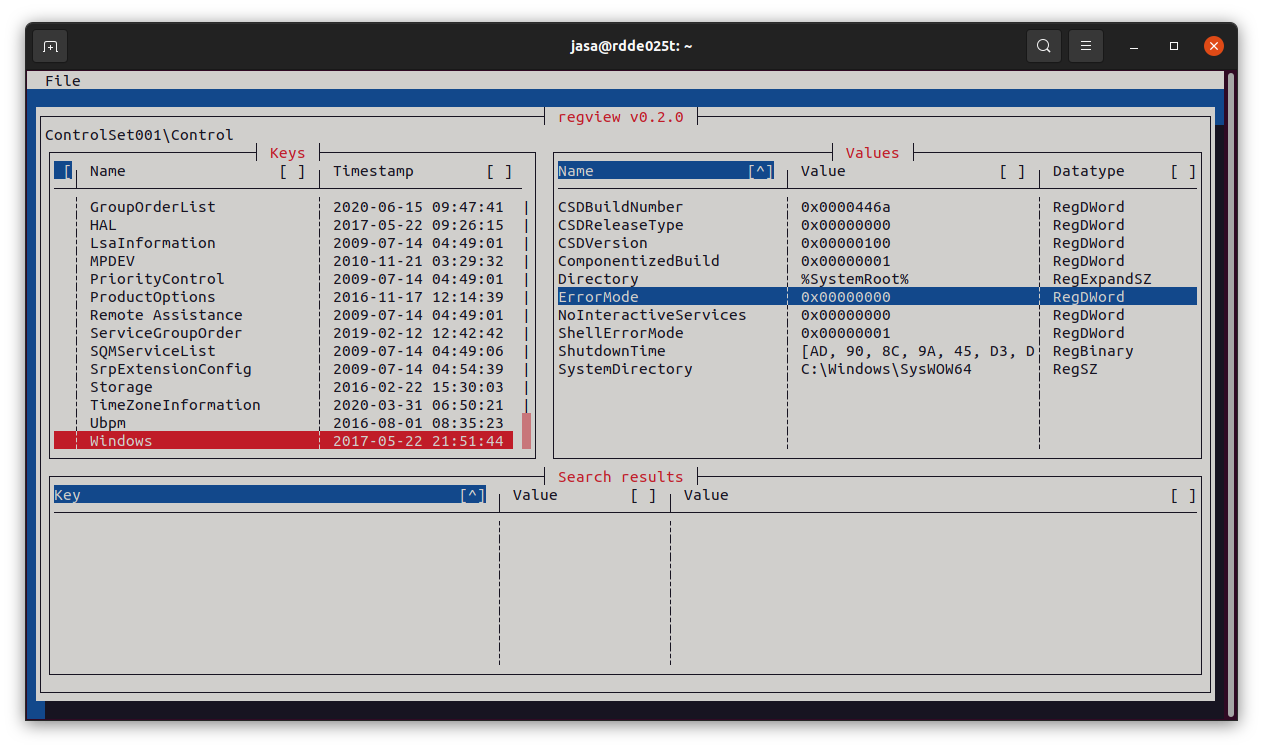 jasa@rdde025t: ~
File
regview v0.2.0
ControlSet001\Control
Keys
[ Name [ ] Timestamp [ ]
GroupOrderList 2020-06-15 09:47:41
HAL 2017-05-22 09:26:15
LsaInformation 2009-07-14 04:49:01
MPDEV 2010-11-21 03:29:32
PriorityControl 2009-07-14 04:49:01
ProductOptions 2016-11-17 12:14:39
Remote Assistance 2009-07-14 04:49:01
ServiceGroupOrder 2019-02-12 12:42:42
SQMServiceList 2009-07-14 04:49:06
SrpExtensionConfig 2009-07-14 04:54:39
Storage 2016-02-22 15:30:03
TimeZoneInformation 2020-03-31 06:50:21
Ubpm 2016-08-01 08:35:23
Windows 2017-05-22 21:51:44
Values
Name [^] Value [ ] Datatype [ ]
CSDBuildNumber 0x0000446a RegDWord
CSDReleaseType 0x00000000 RegDWord
CSDVersion 0x00000100 RegDWord
ComponentizedBuild 0x00000001 RegDWord
Directory %SystemRoot% RegExpandSZ
ErrorMode 0x00000000 RegDWord
NoInteractiveServices 0x00000000 RegDWord
ShellErrorMode 0x00000001 RegDWord
ShutdownTime [AD, 90, 8C, 9A, 45, D3, D RegBinary
SystemDirectory C:\Windows\SysWOW64 RegSZ
Search results
Key [^] Value [ ] Value [ ]